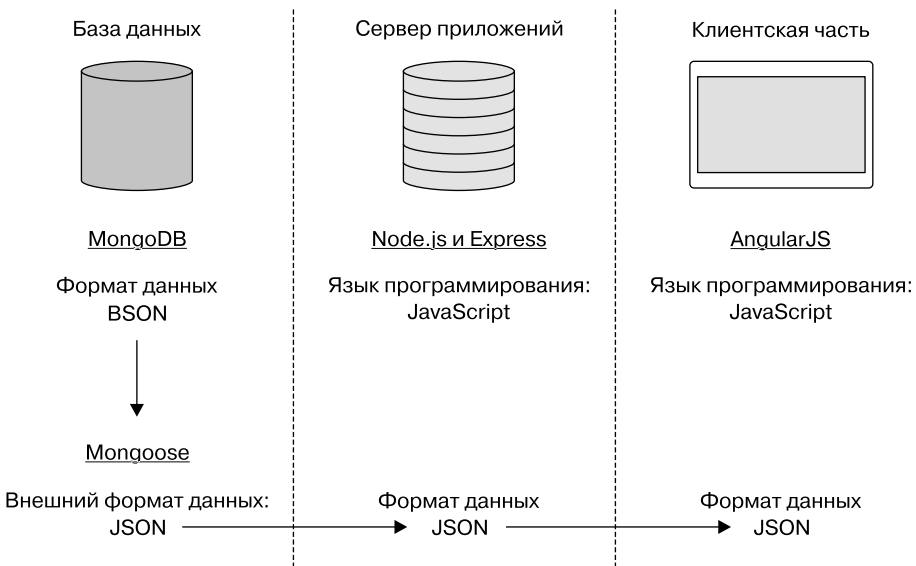 База данных
Сервер приложений
Клиентская часть
MongoDB
Node.js и Express
AngularJS
Формат данных
BSON
Язык программирования:
JavaScript
Язык программирования:
JavaScript
Mongoose
Внешний формат данных:
JSON
Формат данных
JSON
Формат данных
JSON